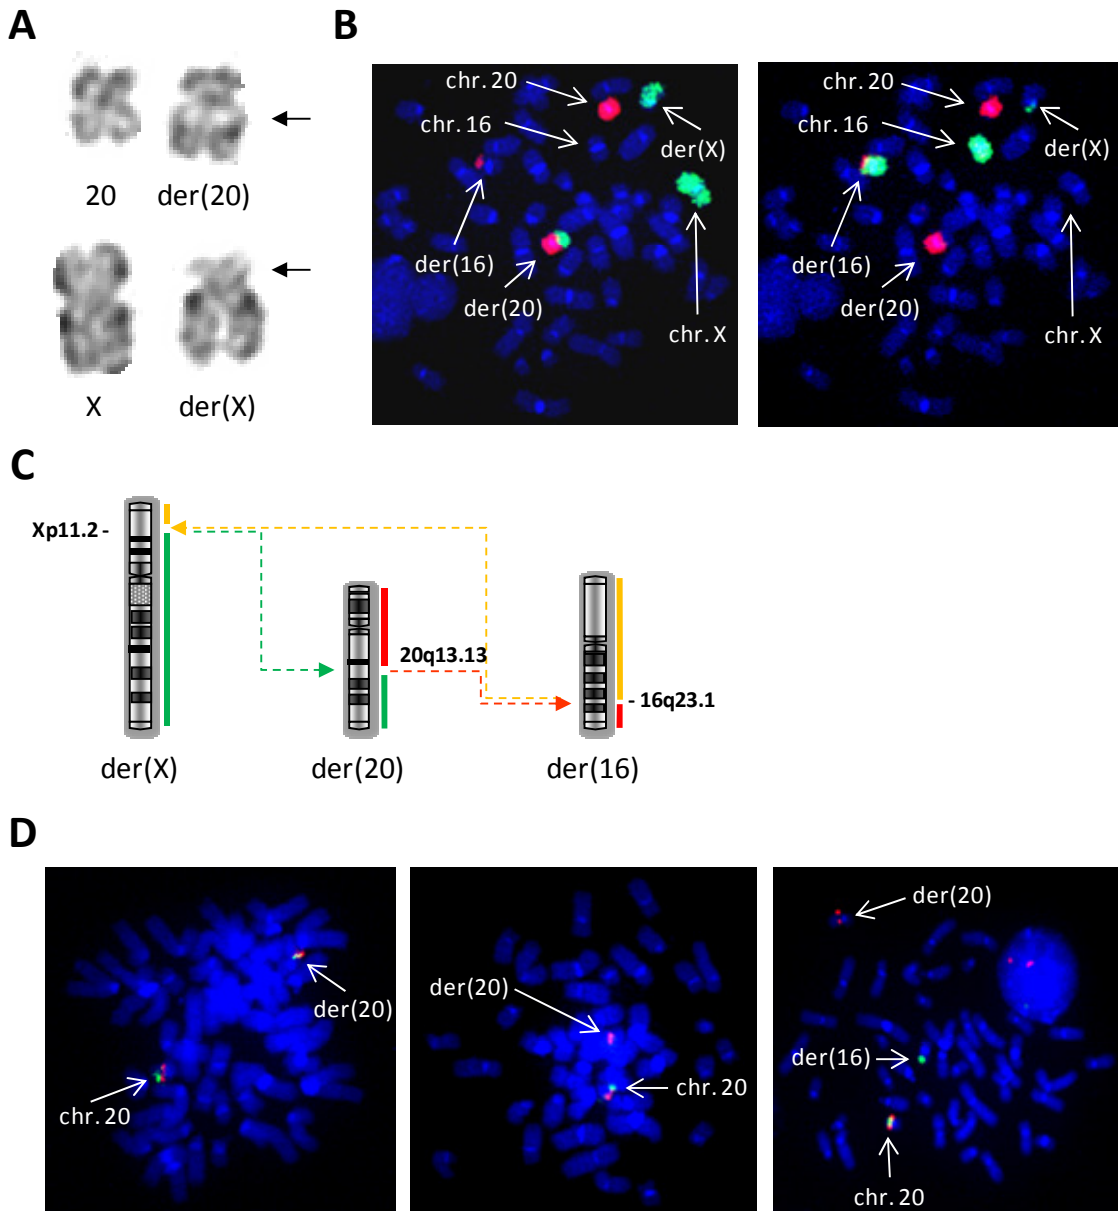 A
20 der(20)
X der(X)
B
chr. 20
chr. 16
der(X)
der(16)
der(20)
chr. X
chr. 20
chr. 16
der(X)
der(16)
der(20)
chr. X
C
Xp11.2 -
20q13.13
- 16q23.1
der(X) der(20) der(16)
D
der(20)
chr. 20
der(20)
chr. 20
der(20)
der(16)
chr. 20